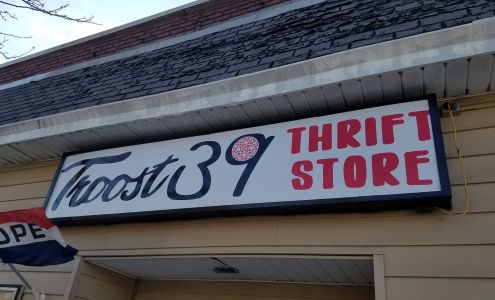 Troost 39
THRIFT
STORE
OPE